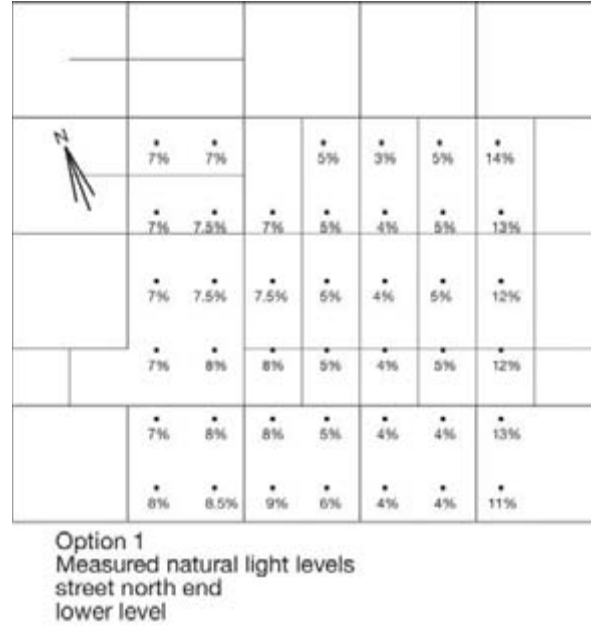 N
7% 7% 5% 3% 5% 14%
7% 7.5% 7% 5% 4% 5% 13%
7% 7.5% 7.5% 5% 4% 5% 12%
7% 8% 8% 5% 4% 5% 12%
7% 8% 8% 5% 4% 4% 13%
8% 8.5% 9% 6% 4% 4% 11%
Option 1
Measured natural light levels
street north end
lower level